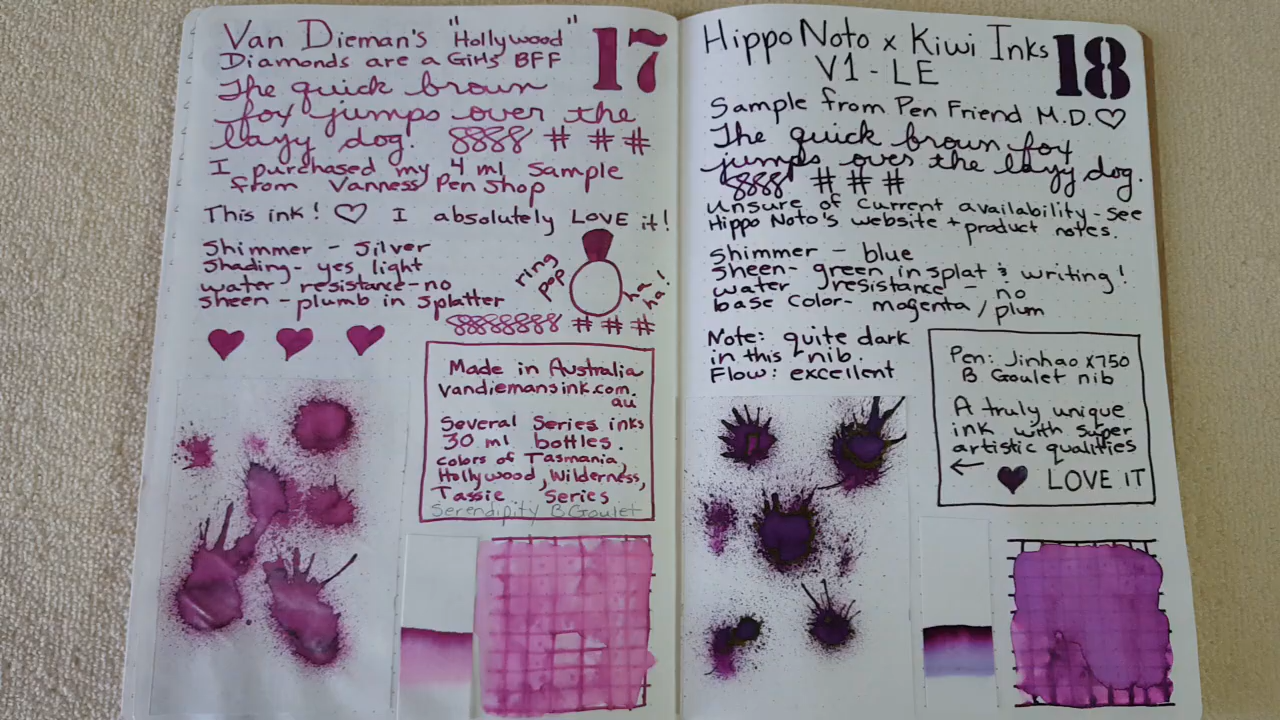 Van Dieman's "Hollywood" 17
Diamonds are a Girls BFF
The quick brown
fox jumps over the
lazy dog. 8888 # # #
I purchased my 4 ml sample
from Vanness Pen Shop
This ink! ♡ I absolutely LOVE it!
Shimmer - Silver
Shading - yes, light
water resistance - no
Sheen - plumb in splatter
ring
pop
ha!
ha!
88888888 # # #
Made in Australia
vandiemansink.com.
au
Several Series inks
30 ml bottles.
colors of Tasmania,
Hollywood, Wilderness,
Tassie Series
Serendipity B Goulet
Hippo Noto x Kiwi Inks 18
V1 - LE
Sample from Pen Friend M.D. ♡
The quick brown fox
jumps over the lazy dog.
8888 # # #
Unsure of current availability - see
Hippo Noto's website + product notes.
shimmer - blue
sheen - green in splat & writing!
water resistance - no
base color - magenta / plum
Note: quite dark
in this nib.
Flow: excellent
Pen: Jinhao x750
B Goulet nib
A truly unique
ink with super
artistic qualities
← ♥ LOVE IT